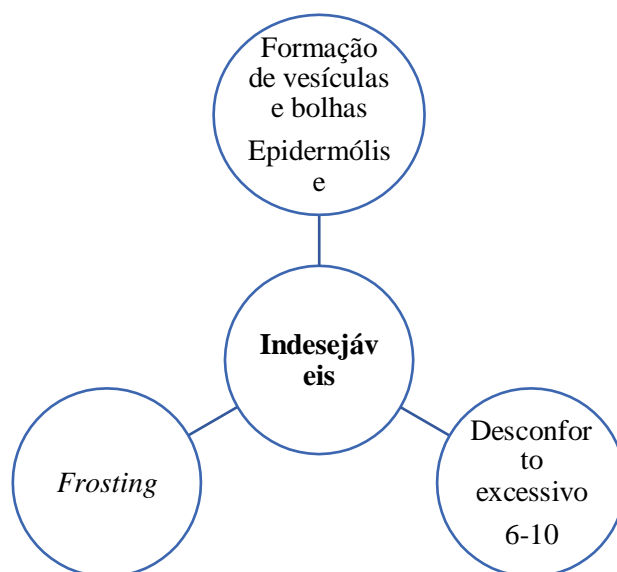 Formação
de vesículas
e bolhas
Epidermólis
e
Indesejáv
eis
Frosting
Desconfor
to
excessivo
6-10